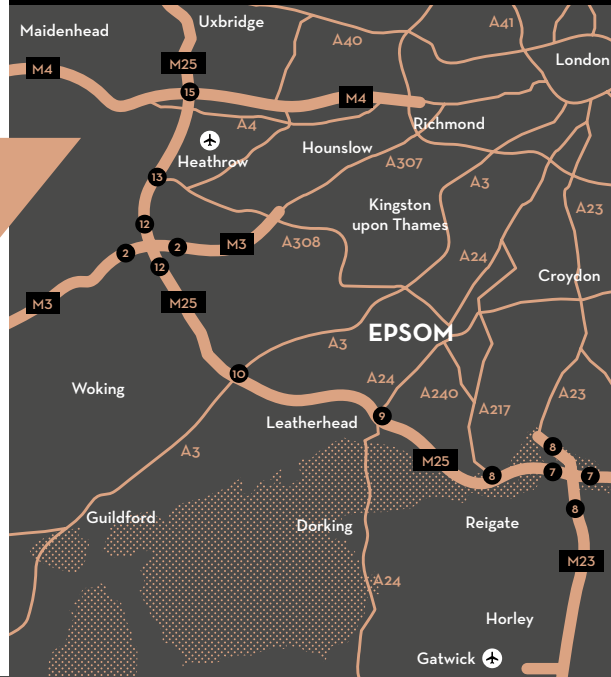 Uxbridge
A41
Maidenhead
A40
London
M25
M4
15
M4
A4
Richmond
Hounslow
Heathrow
A307
13
A3
Kingston
upon Thames
A23
12
2
2
M3
A308
A24
12
Croydon
M3
M25
EPSOM
A3
10
A24
Woking
A240
A23
9
A217
Leatherhead
A3
8
M25
8
7
7
8
Guildford
Dorking
Reigate
M23
A24
Horley
Gatwick